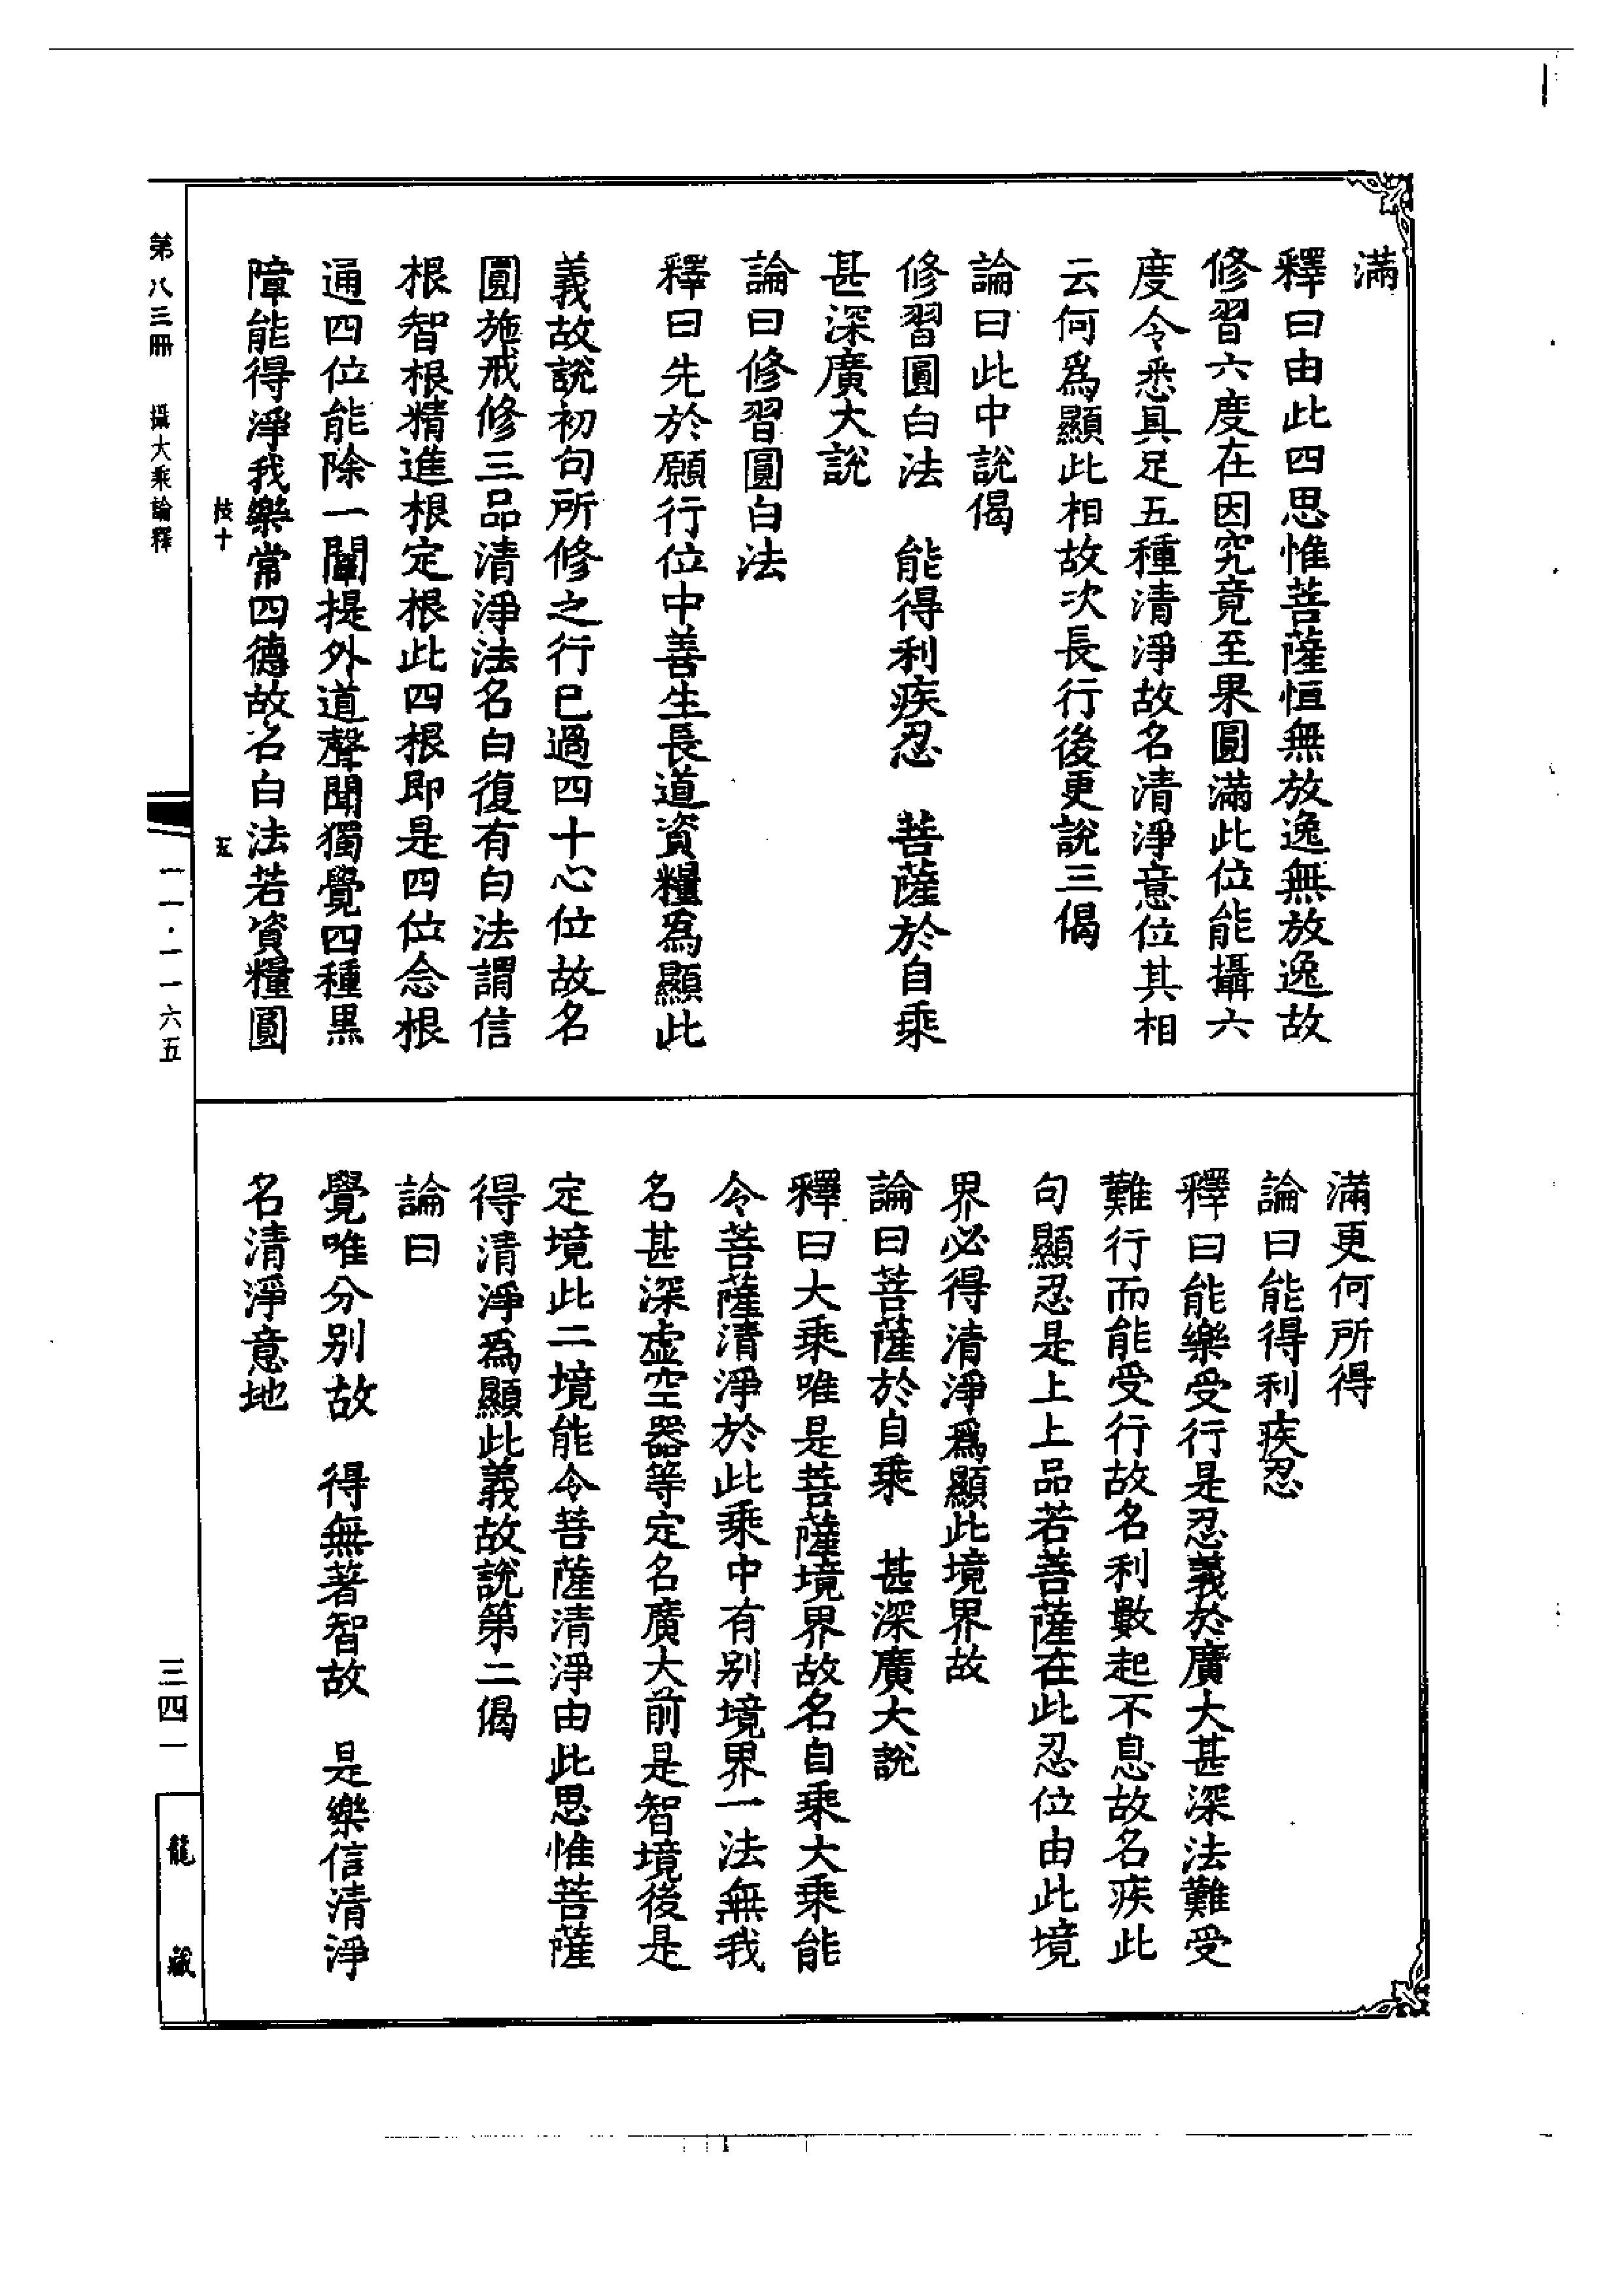 滿
釋曰由此四思惟菩薩恒無放逸無放逸故
修習六度在因究竟至果圓滿此位能攝六
度令悉具足五種清淨故名清淨意位其相
云何爲顯此相故次長行後更說三偈
論曰此中說偈
修習圓白法　能得利疾忍　菩薩於自乘
甚深廣大說
論曰修習圓白法
釋曰先於願行位中善生長道資糧爲顯此
義故說初句所修之行已過四十心位故名
圓施戒修三品清淨法名白復有白法謂信
根智根精進根定根此四根即是四位念根
通四位能除一闡提外道聲聞獨覺四種黑
障能得淨我樂常四德故名白法若資糧圓
滿更何所得
論曰能得利疾忍
釋曰能樂受行是忍義於廣大甚深法難受
難行而能受行故名利數起不息故名疾此
句顯忍是上上品若菩薩在此忍位由此境
界必得清淨爲顯此境界故
論曰菩薩於自乘　甚深廣大說
釋曰大乘唯是菩薩境界故名自乘大乘能
令菩薩清淨於此乘中有別境界一法無我
名甚深虛空器等定名廣大前是智境後是
定境此二境能令菩薩清淨由此思惟菩薩
得清淨爲顯此義故說第二偈
論曰
覺唯分別故　得無著智故　是樂信清淨
名清淨意地
第八三冊　攝大乘論釋
技十　五
一一·一一六五
三四一
龍藏